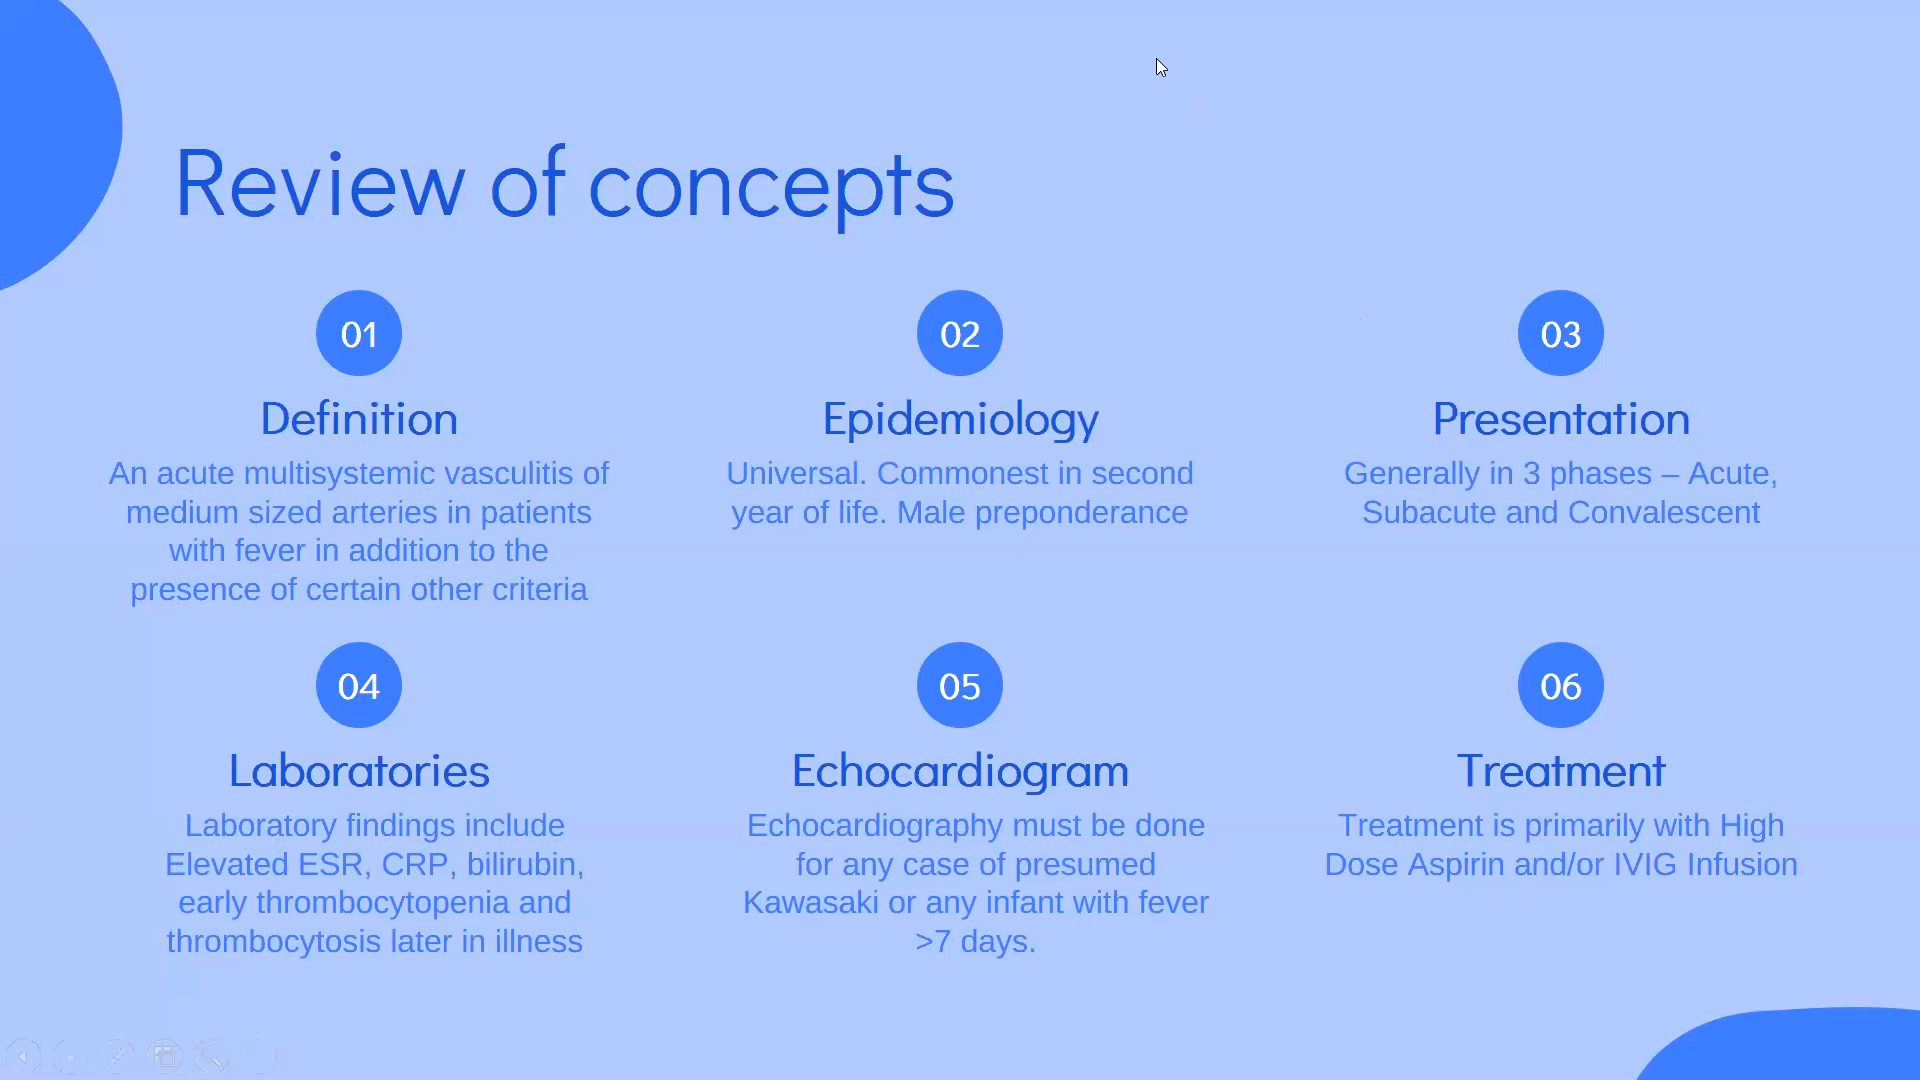 Review of concepts
01
Definition
An acute multisystemic vasculitis of
medium sized arteries in patients
with fever in addition to the
presence of certain other criteria
02
Epidemiology
Universal. Commonest in second
year of life. Male preponderance
03
Presentation
Generally in 3 phases – Acute,
Subacute and Convalescent
04
Laboratories
Laboratory findings include
Elevated ESR, CRP, bilirubin,
early thrombocytopenia and
thrombocytosis later in illness
05
Echocardiogram
Echocardiography must be done
for any case of presumed
Kawasaki or any infant with fever
>7 days.
06
Treatment
Treatment is primarily with High
Dose Aspirin and/or IVIG Infusion